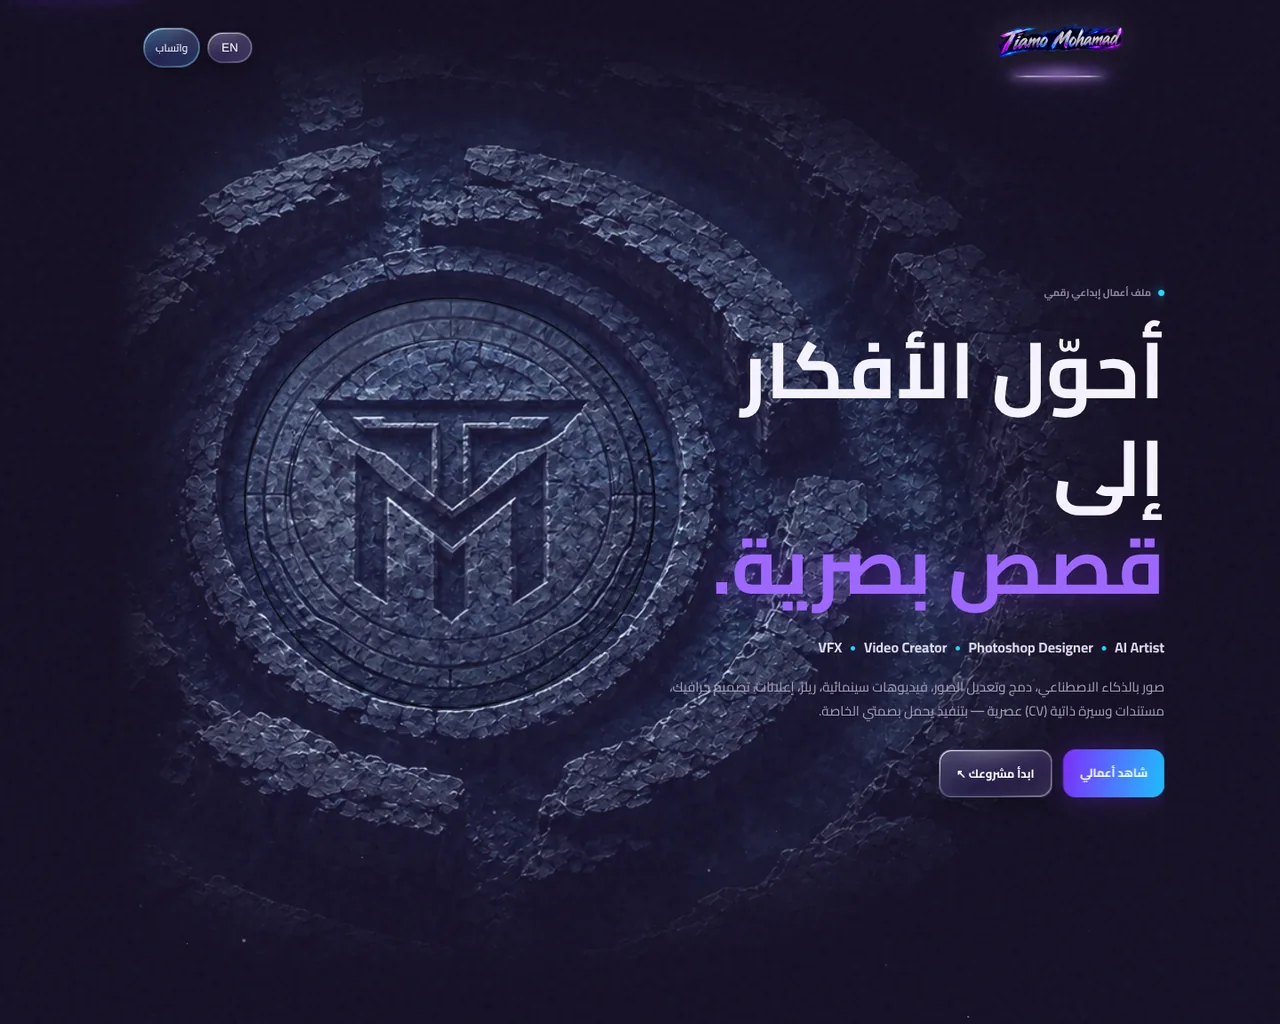 Tiamo Mohamad
EN
واتساب
ملف أعمال إبداعي رقمي
أحوّل الأفكار
إلى
قصص بصرية.
AI Artist • Photoshop Designer • Video Creator • VFX
صور بالذكاء الاصطناعي، دمج وتعديل الصور، فيديوهات سينمائية، ريلز، إعلانات، تصميم جرافيك،
مستندات وسيرة ذاتية (CV) عصرية — بتنفيذ يحمل بصمتي الخاصة.
شاهد أعمالي
ابدأ مشروعك ↖
TM